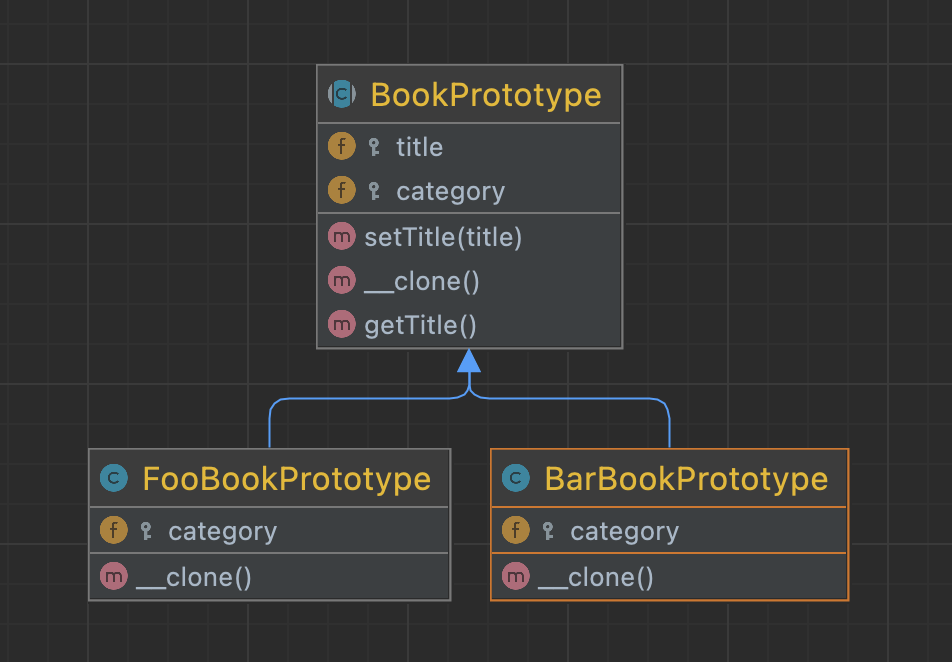 C BookPrototype
f title
f category
m setTitle(title)
m __clone()
m getTitle()
C FooBookPrototype
f category
m __clone()
C BarBookPrototype
f category
m __clone()